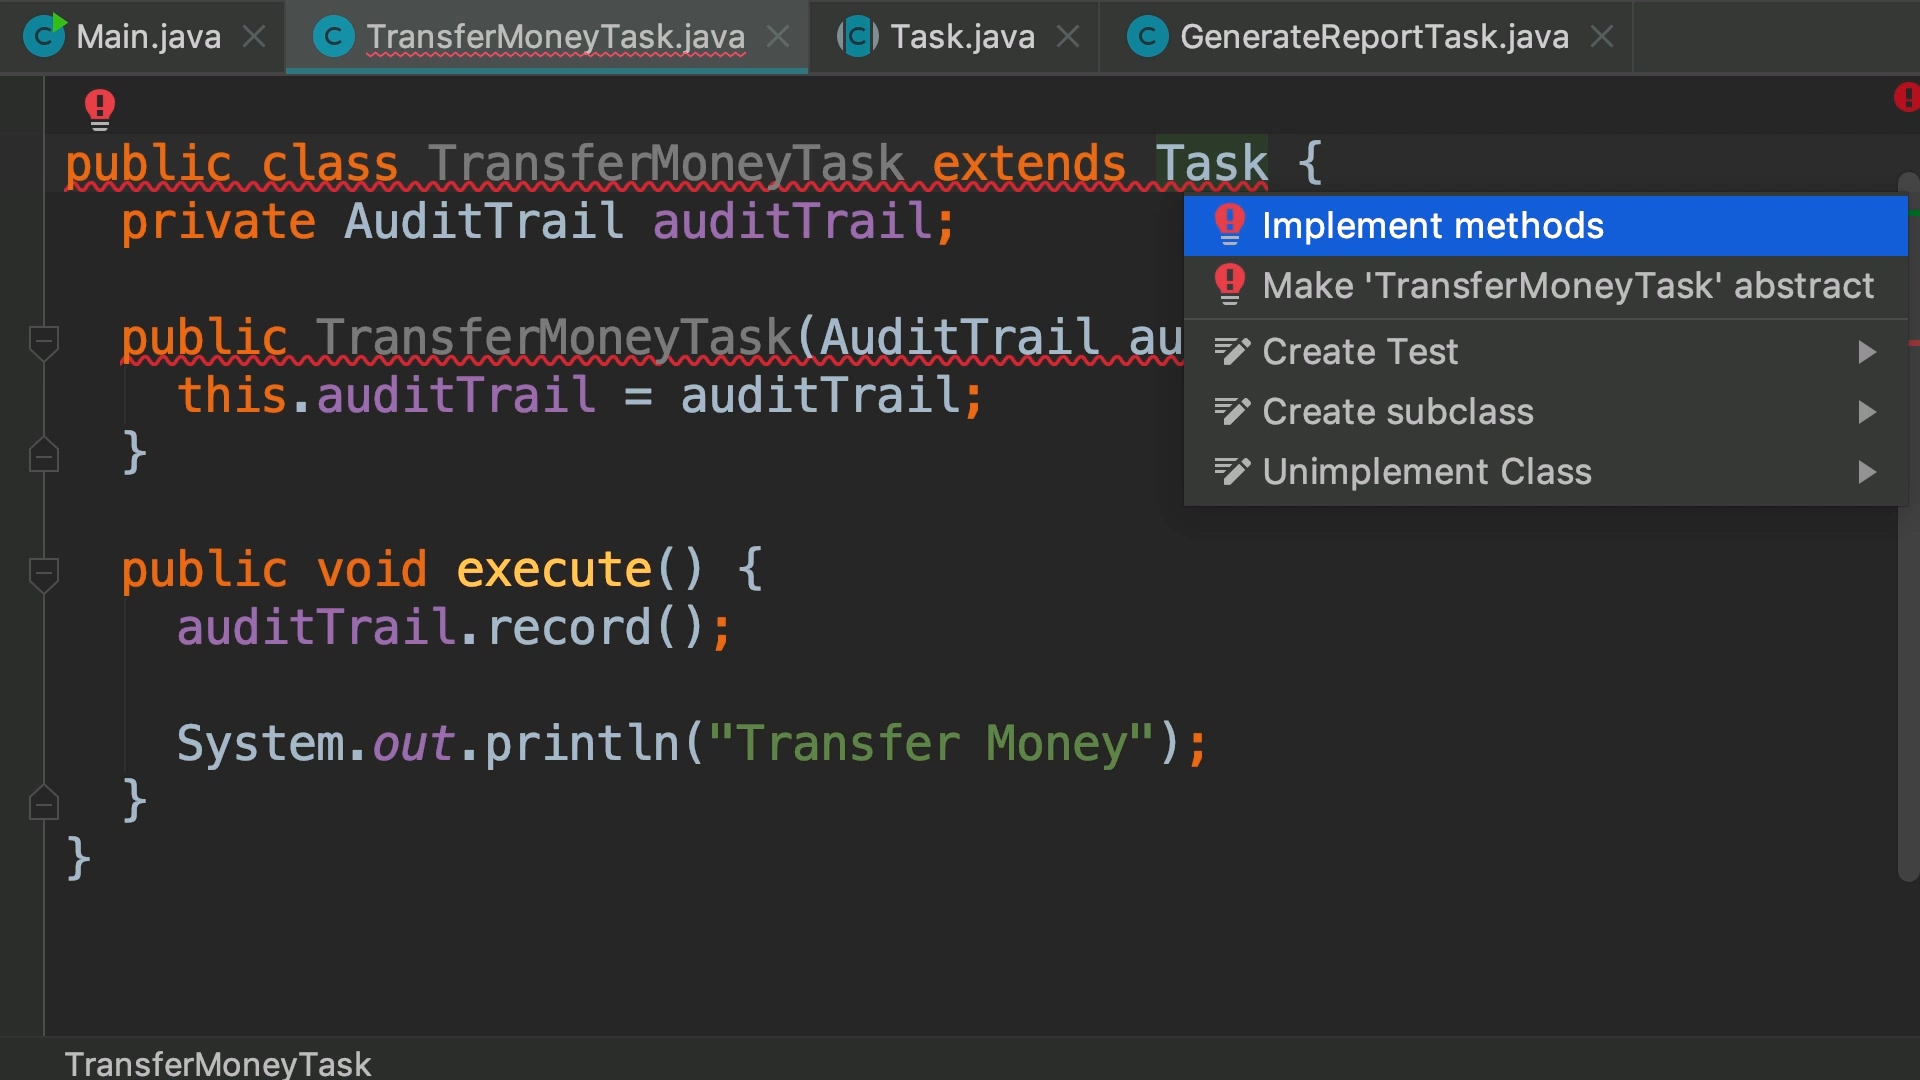 Main.java TransferMoneyTask.java Task.java GenerateReportTask.java
public class TransferMoneyTask extends Task {
private AuditTrail auditTrail;
Implement methods
Make 'TransferMoneyTask' abstract
Create Test
Create subclass
Unimplement Class
public TransferMoneyTask(AuditTrail au
this.auditTrail = auditTrail;
}
public void execute() {
auditTrail.record();
System.out.println("Transfer Money");
}
}
TransferMoneyTask